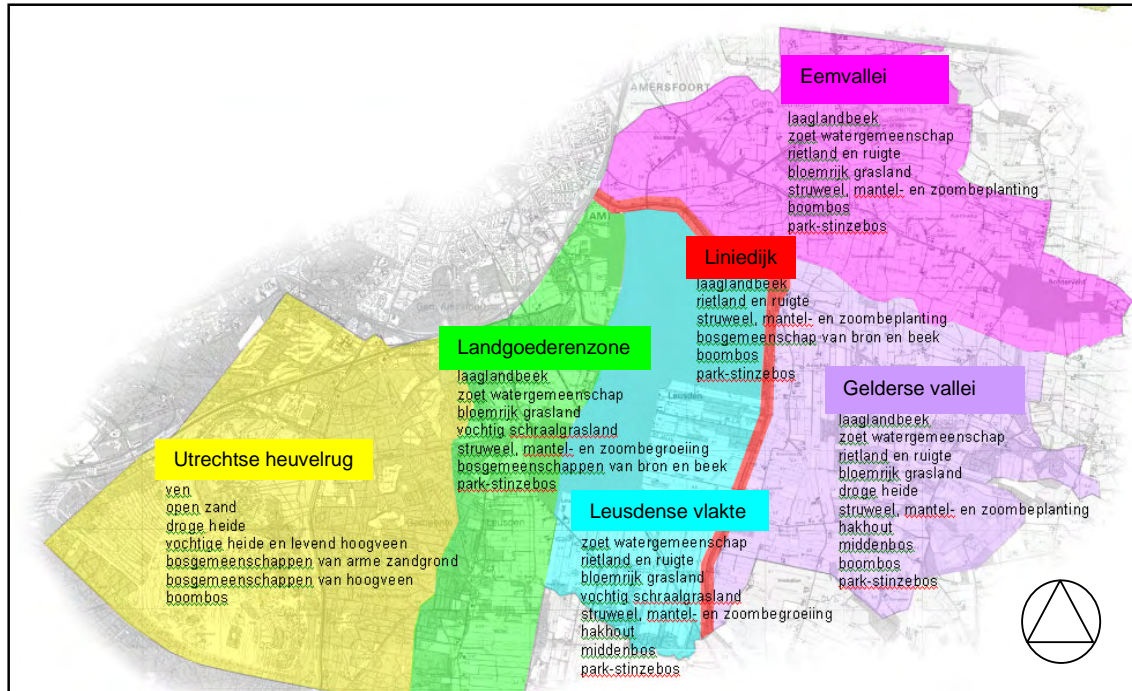 Eemvallei
laaglandbeek
zoet watergemeenschap
rietland en ruigte
bloemrijk grasland
struweel, mantel- en zoombeplanting
boombos
park-stinzebos
AMERSFOORT
Liniedijk
laaglandbeek
rietland en ruigte
struweel, mantel- en zoombeplanting
bosgemeenschap van bron en beek
boombos
park-stinzebos
Landgoederenzone
laaglandbeek
zoet watergemeenschap
bloemrijk grasland
vochtig schraalgrasland
struweel, mantel- en zoombegroeiing
bosgemeenschappen van bron en beek
park-stinzebos
Gelderse vallei
laaglandbeek
zoet watergemeenschap
rietland en ruigte
bloemrijk grasland
droge heide
struweel, mantel- en zoombeplanting
hakhout
middenbos
boombos
park-stinzebos
Utrechtse heuvelrug
ven
open zand
droge heide
vochtige heide en levend hoogveen
bosgemeenschappen van arme zandgrond
bosgemeenschappen van hoogveen
boombos
Leusdense vlakte
zoet watergemeenschap
rietland en ruigte
bloemrijk grasland
vochtig schraalgrasland
struweel, mantel- en zoombegroeiing
hakhout
middenbos
park-stinzebos
Leusden
Leusden